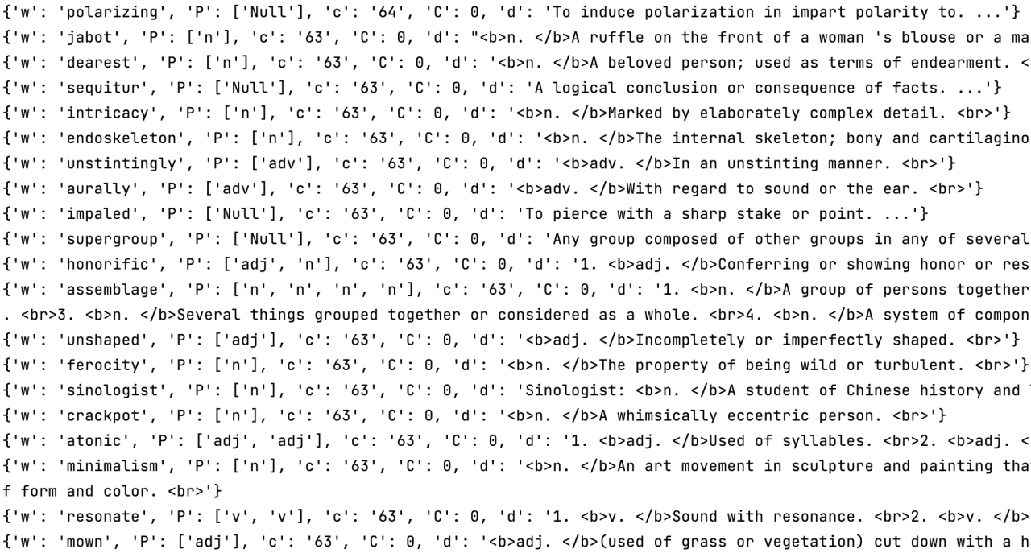 {'w': 'polarizing', 'P': ['Null'], 'c': '64', 'C': 0, 'd': 'To induce polarization in impart polarity to. ...'}
{'w': 'jabot', 'P': ['n'], 'c': '63', 'C': 0, 'd': "<b>n. </b>A ruffle on the front of a woman 's blouse or a ma
{'w': 'dearest', 'P': ['n'], 'c': '63', 'C': 0, 'd': '<b>n. </b>A beloved person; used as terms of endearment. <
{'w': 'sequitur', 'P': ['Null'], 'c': '63', 'C': 0, 'd': 'A logical conclusion or consequence of facts. ...'}
{'w': 'intricacy', 'P': ['n'], 'c': '63', 'C': 0, 'd': '<b>n. </b>Marked by elaborately complex detail. <br>'}
{'w': 'endoskeleton', 'P': ['n'], 'c': '63', 'C': 0, 'd': '<b>n. </b>The internal skeleton; bony and cartilagino
{'w': 'unstintingly', 'P': ['adv'], 'c': '63', 'C': 0, 'd': '<b>adv. </b>In an unstinting manner. <br>'}
{'w': 'aurally', 'P': ['adv'], 'c': '63', 'C': 0, 'd': '<b>adv. </b>With regard to sound or the ear. <br>'}
{'w': 'impaled', 'P': ['Null'], 'c': '63', 'C': 0, 'd': 'To pierce with a sharp stake or point. ...'}
{'w': 'supergroup', 'P': ['Null'], 'c': '63', 'C': 0, 'd': 'Any group composed of other groups in any of several
{'w': 'honorific', 'P': ['adj', 'n'], 'c': '63', 'C': 0, 'd': '1. <b>adj. </b>Conferring or showing honor or res
{'w': 'assemblage', 'P': ['n', 'n', 'n', 'n'], 'c': '63', 'C': 0, 'd': '1. <b>n. </b>A group of persons together
. <br>3. <b>n. </b>Several things grouped together or considered as a whole. <br>4. <b>n. </b>A system of compon
{'w': 'unshaped', 'P': ['adj'], 'c': '63', 'C': 0, 'd': '<b>adj. </b>Incompletely or imperfectly shaped. <br>'}
{'w': 'ferocity', 'P': ['n'], 'c': '63', 'C': 0, 'd': '<b>n. </b>The property of being wild or turbulent. <br>'}
{'w': 'sinologist', 'P': ['n'], 'c': '63', 'C': 0, 'd': 'Sinologist: <b>n. </b>A student of Chinese history and
{'w': 'crackpot', 'P': ['n'], 'c': '63', 'C': 0, 'd': '<b>n. </b>A whimsically eccentric person. <br>'}
{'w': 'atonic', 'P': ['adj', 'adj'], 'c': '63', 'C': 0, 'd': '1. <b>adj. </b>Used of syllables. <br>2. <b>adj. <
{'w': 'minimalism', 'P': ['n'], 'c': '63', 'C': 0, 'd': '<b>n. </b>An art movement in sculpture and painting tha
f form and color. <br>'}
{'w': 'resonate', 'P': ['v', 'v'], 'c': '63', 'C': 0, 'd': '1. <b>v. </b>Sound with resonance. <br>2. <b>v. </b>
{'w': 'mown', 'P': ['adj'], 'c': '63', 'C': 0, 'd': '<b>adj. </b>(used of grass or vegetation) cut down with a h